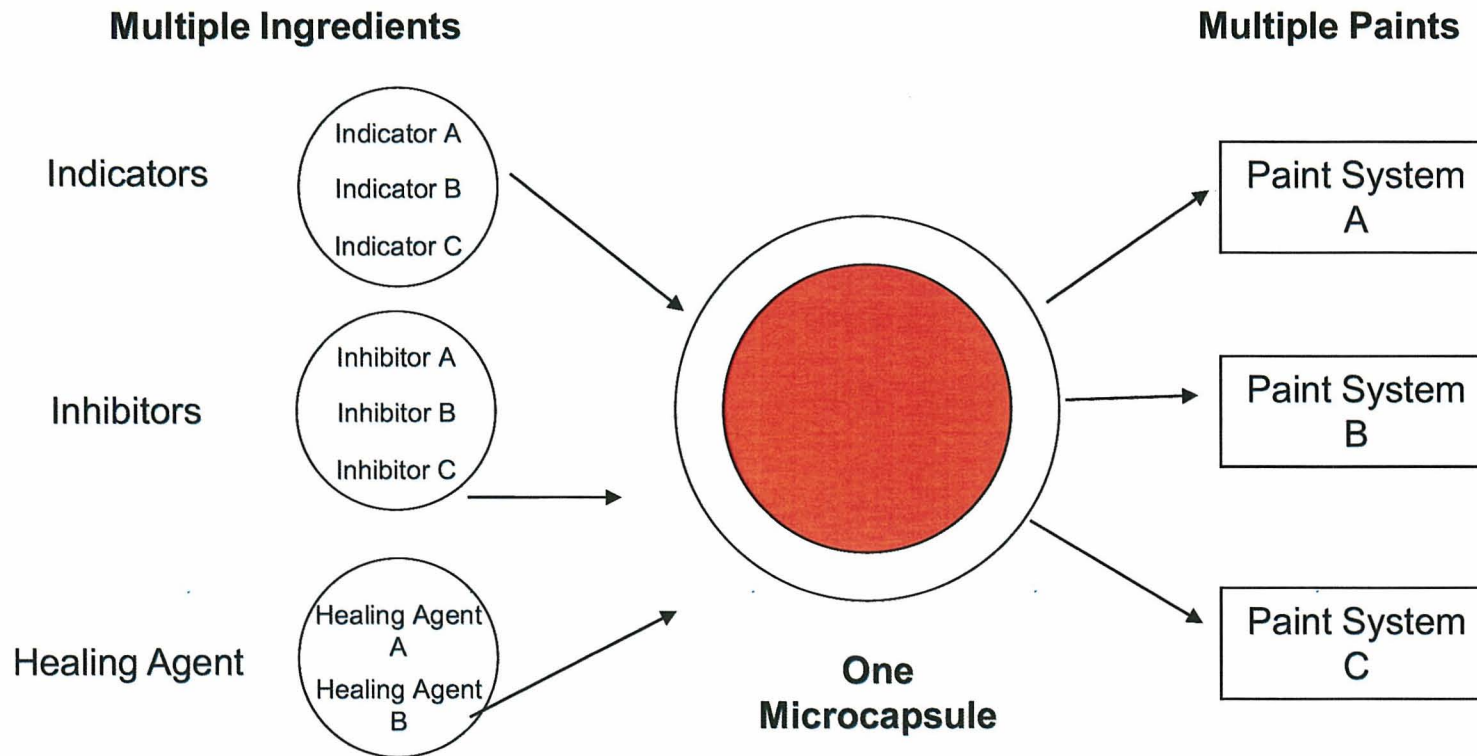 Multiple Ingredients
Multiple Paints
Indicators
Indicator A
Indicator B
Indicator C
Inhibitors
Inhibitor A
Inhibitor B
Inhibitor C
Healing Agent
Healing Agent
A
Healing Agent
B
One
Microcapsule
Paint System
A
Paint System
B
Paint System
C